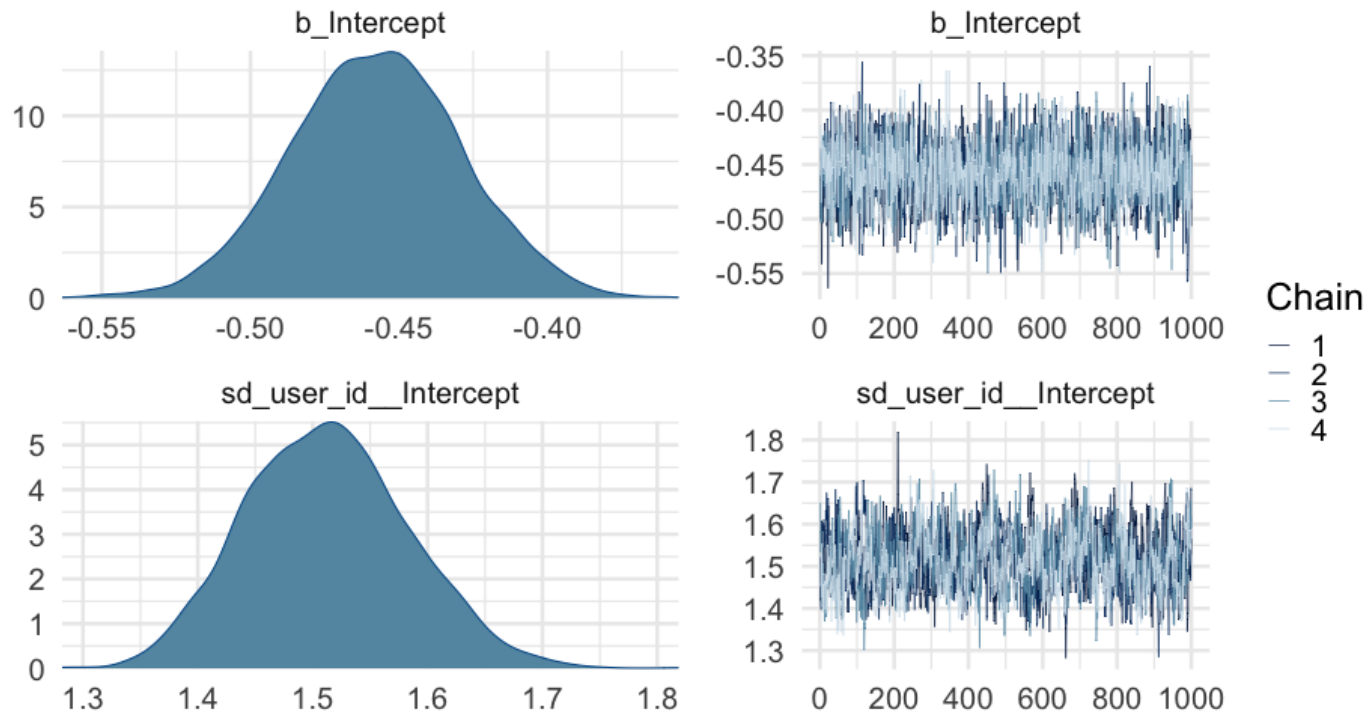 b_Intercept
10
5
0
-0.55 -0.50 -0.45 -0.40
b_Intercept
-0.35
-0.40
-0.45
-0.50
-0.55
0 200 400 600 800 1000
sd_user_id__Intercept
5
4
3
2
1
0
1.3 1.4 1.5 1.6 1.7 1.8
sd_user_id__Intercept
1.8
1.7
1.6
1.5
1.4
1.3
0 200 400 600 800 1000
Chain
1
2
3
4